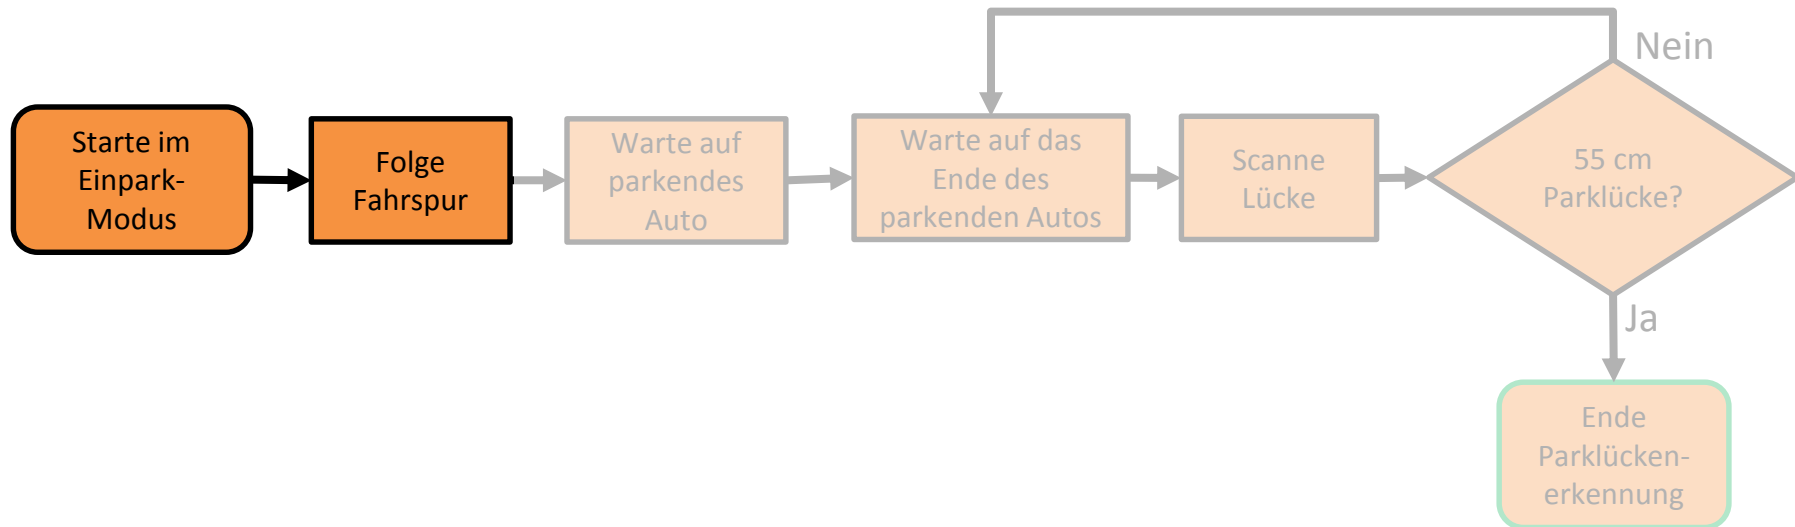 Starte im
Einpark-
Modus
Folge
Fahrspur
Warte auf
parkendes
Auto
Warte auf das
Ende des
parkenden Autos
Scanne
Lücke
55 cm
Parklücke?
Nein
Ja
Ende
Parklücken-
erkennung